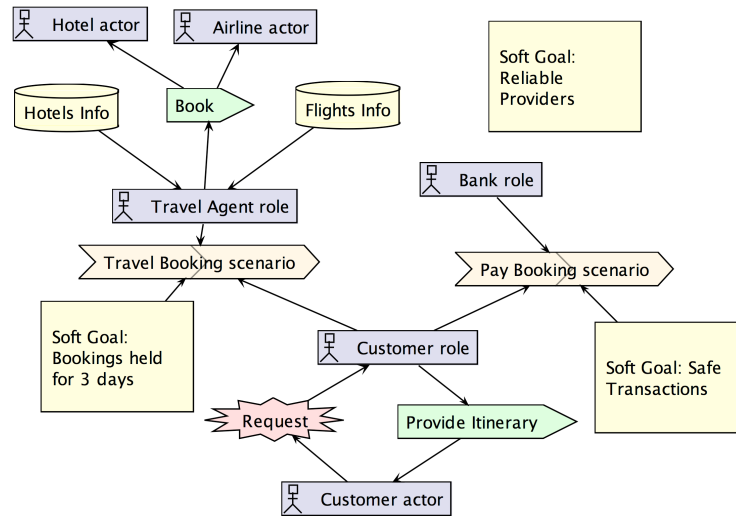 Hotel actor
Airline actor
Soft Goal:
Reliable
Providers
Book
Hotels Info
Flights Info
Bank role
Travel Agent role
Travel Booking scenario
Pay Booking scenario
Soft Goal:
Bookings held
for 3 days
Customer role
Soft Goal: Safe
Transactions
Request
Provide Itinerary
Customer actor